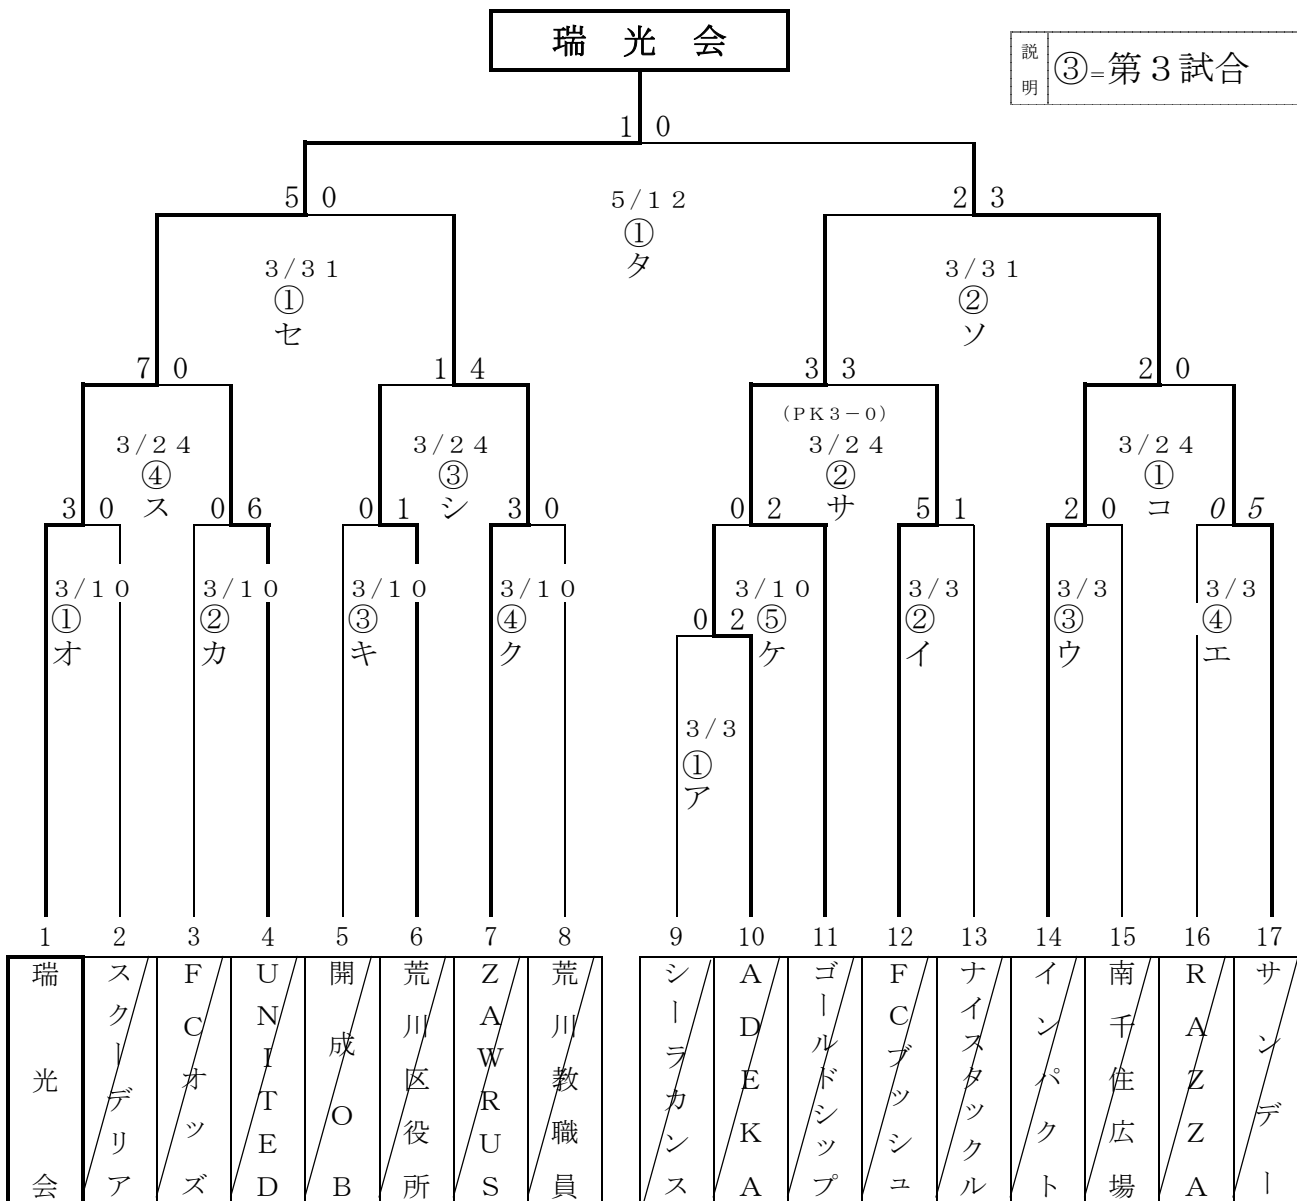 瑞光会
説明 ③=第3試合
1 0
5 0
5/12
①
タ
2 3
3/31
①
セ
3/31
②
ソ
7 0
1 4
3 3
2 0
(PK3-0)
3/24
④
ス
3/24
③
シ
3/24
②
サ
3/24
①
コ
3 0
0 6
0 1
3 0
0 2
5 1
2 0
0 5
3/10
①
オ
3/10
②
カ
3/10
③
キ
3/10
④
ク
3/10
⑤
ケ
3/3
②
イ
3/3
③
ウ
3/3
④
エ
0 2
3/3
①
ア
1 2 3 4 5 6 7 8 9 10 11 12 13 14 15 16 17
瑞光会
スクーデリア
FCオッズ
UNITED
開成OB
荒川区役所
ZAWRUS
荒川教職員
シーラカンス
ADEKA
ゴールドシップ
FCブッシュ
ナイスタックル
インパクト
南千住広場
RAZZA
サンデー